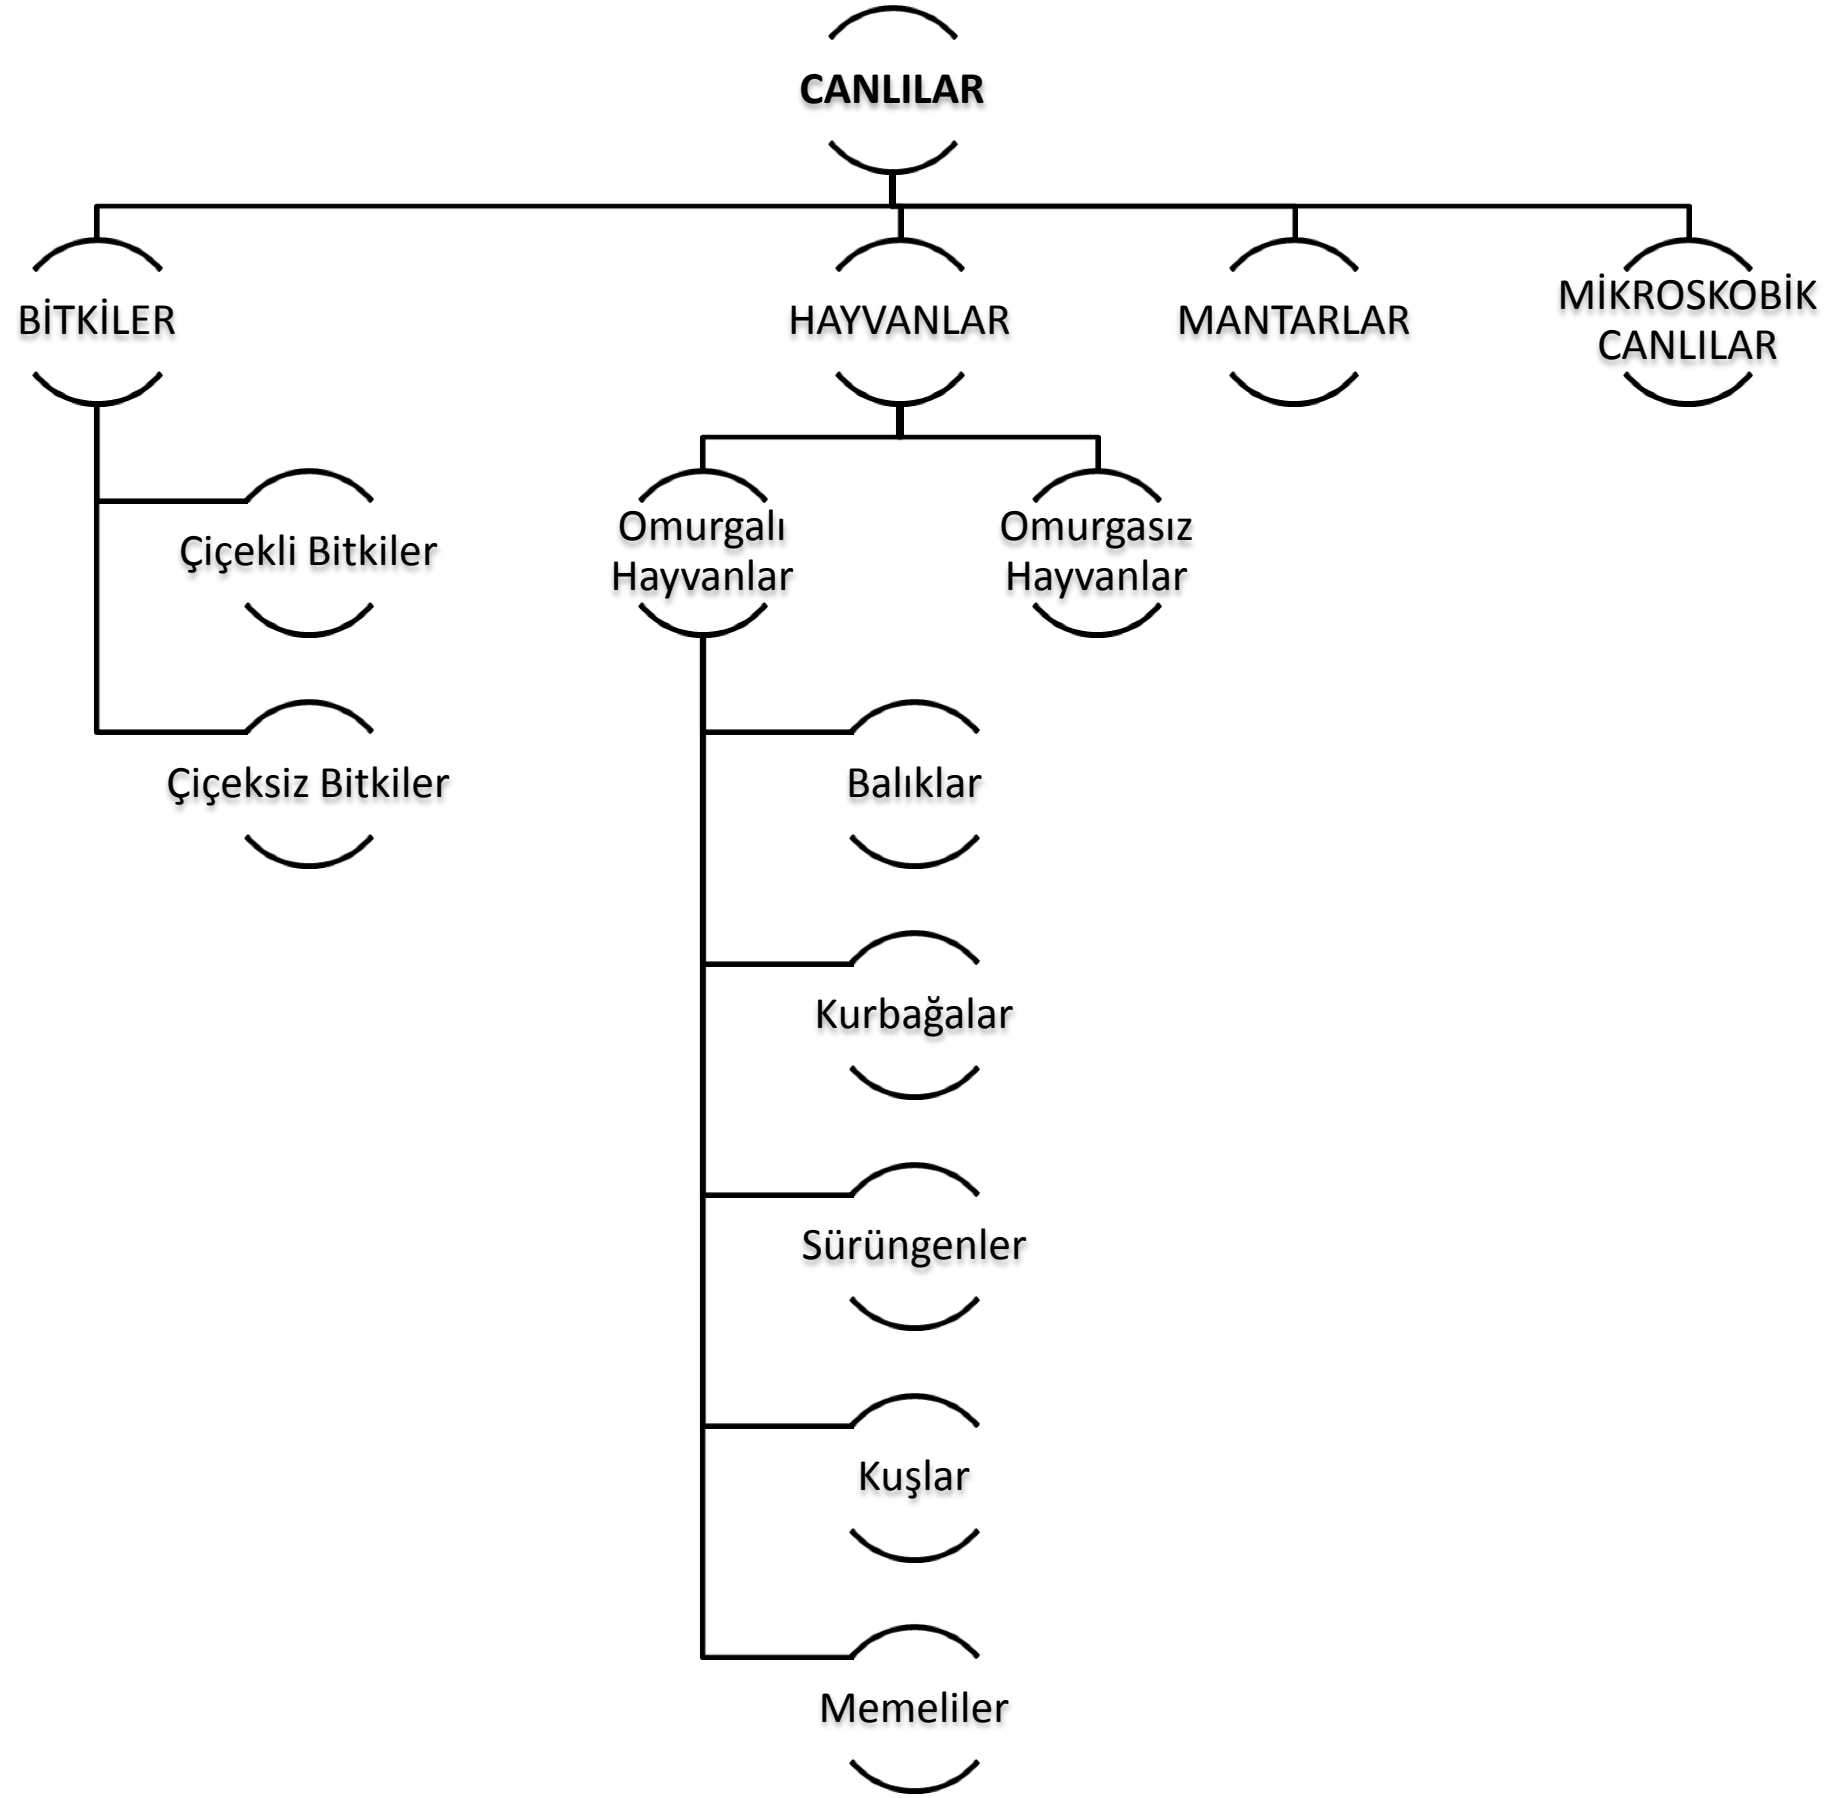 CANLILAR
BİTKİLER
HAYVANLAR
MANTARLAR
MİKROSKOBİK
CANLILAR
Çiçekli Bitkiler
Çiçeksiz Bitkiler
Omurgalı
Hayvanlar
Omurgasız
Hayvanlar
Balıklar
Kurbağalar
Sürüngenler
Kuşlar
Memeliler